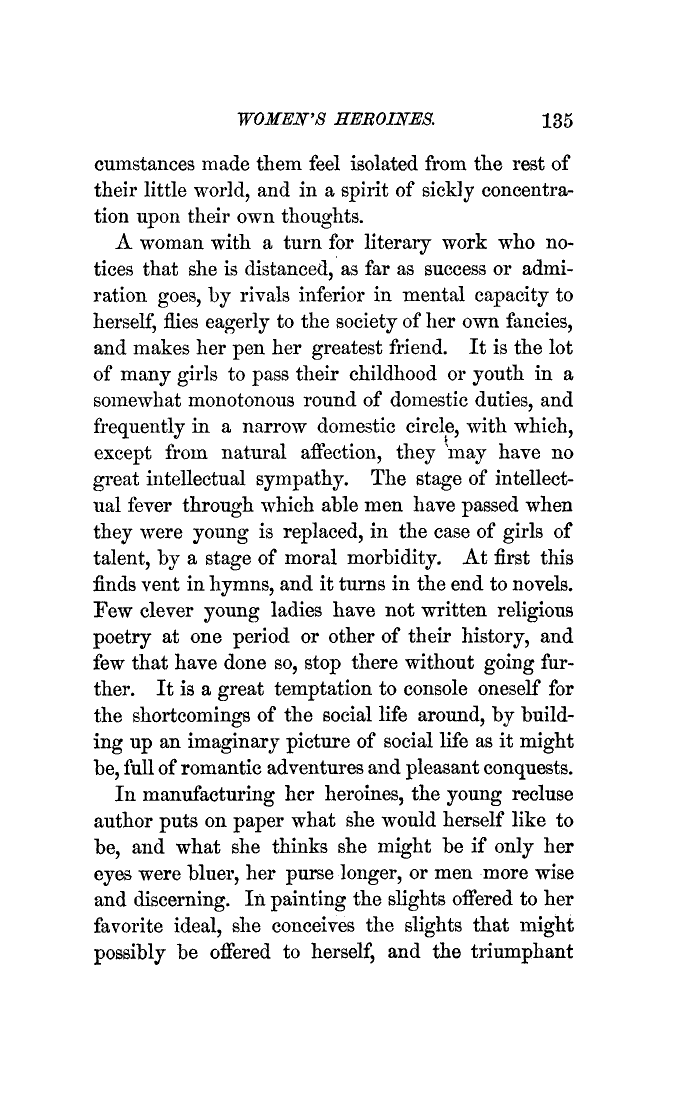 WOMEN'S HEROINES. 135
cumstances made them feel isolated from the rest of
their little world, and in a spirit of sickly concentra-
tion upon their own thoughts.
A woman with a turn for literary work who no-
tices that she is distanced, as far as success or admi-
ration goes, by rivals inferior in mental capacity to
herself, flies eagerly to the society of her own fancies,
and makes her pen her greatest friend. It is the lot
of many girls to pass their childhood or youth in a
somewhat monotonous round of domestic duties, and
frequently in a narrow domestic circle, with which,
except from natural affection, they may have no
great intellectual sympathy. The stage of intellect-
ual fever through which able men have passed when
they were young is replaced, in the case of girls of
talent, by a stage of moral morbidity. At first this
finds vent in hymns, and it turns in the end to novels.
Few clever young ladies have not written religious
poetry at one period or other of their history, and
few that have done so, stop there without going fur-
ther. It is a great temptation to console oneself for
the shortcomings of the social life around, by build-
ing up an imaginary picture of social life as it might
be, full of romantic adventures and pleasant conquests.
In manufacturing her heroines, the young recluse
author puts on paper what she would herself like to
be, and what she thinks she might be if only her
eyes were bluer, her purse longer, or men more wise
and discerning. In painting the slights offered to her
favorite ideal, she conceives the slights that might
possibly be offered to herself, and the triumphant